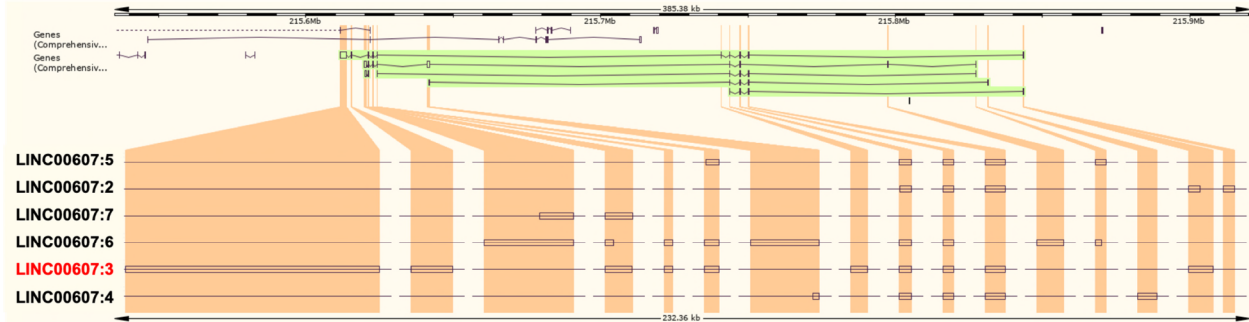 385.38 kb
215.6Mb 215.7Mb 215.8Mb 215.9Mb
Genes
(Comprehensiv...
Genes
(Comprehensiv...
LINC00607:5
LINC00607:2
LINC00607:7
LINC00607:6
LINC00607:3
LINC00607:4
232.36 kb